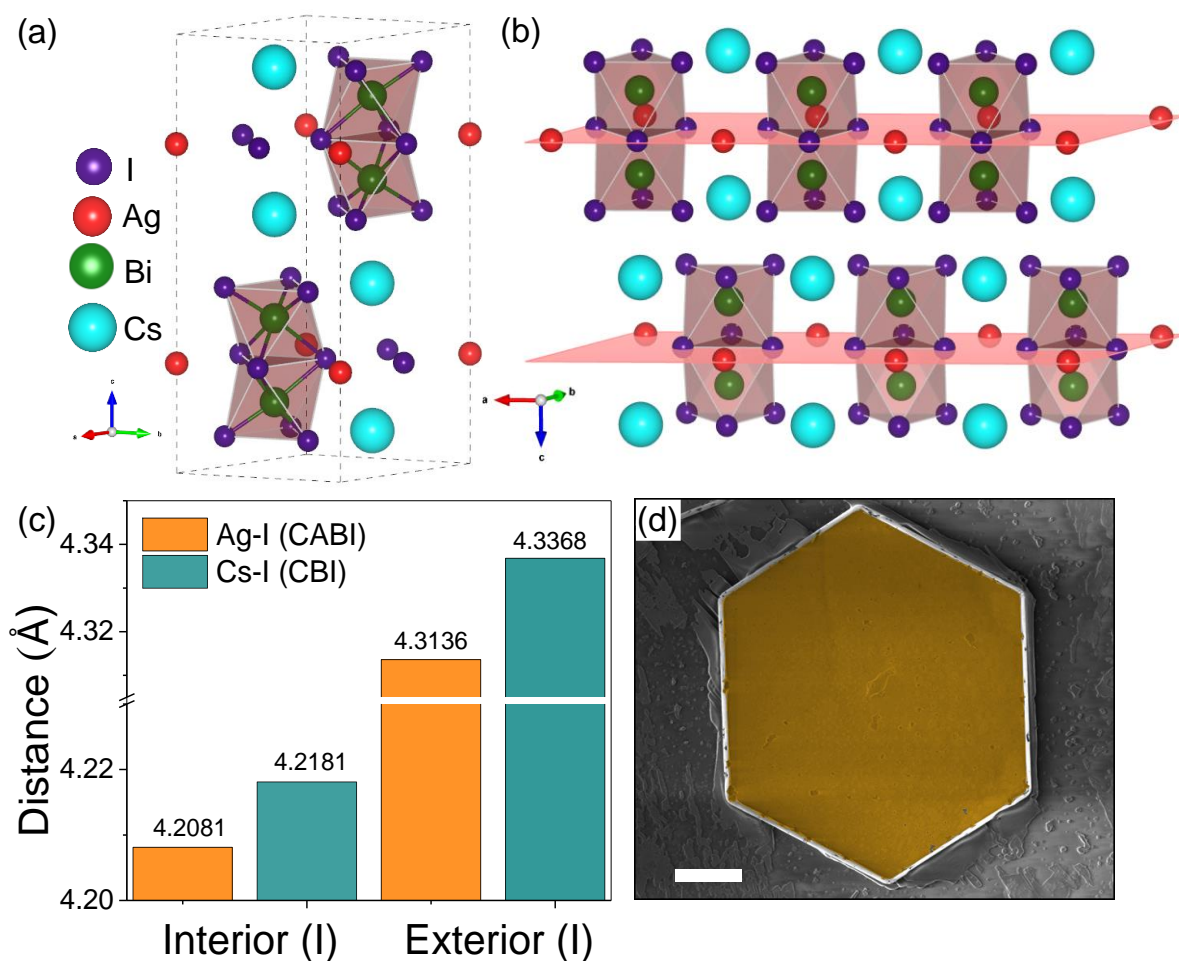 (a)
I
Ag
Bi
Cs
c
a
b
(b)
a
b
c
(c)
Distance (Å)
4.34
4.32
4.22
4.20
Ag-I (CABI)
Cs-I (CBI)
4.2081
4.2181
4.3136
4.3368
Interior (I)
Exterior (I)
(d)